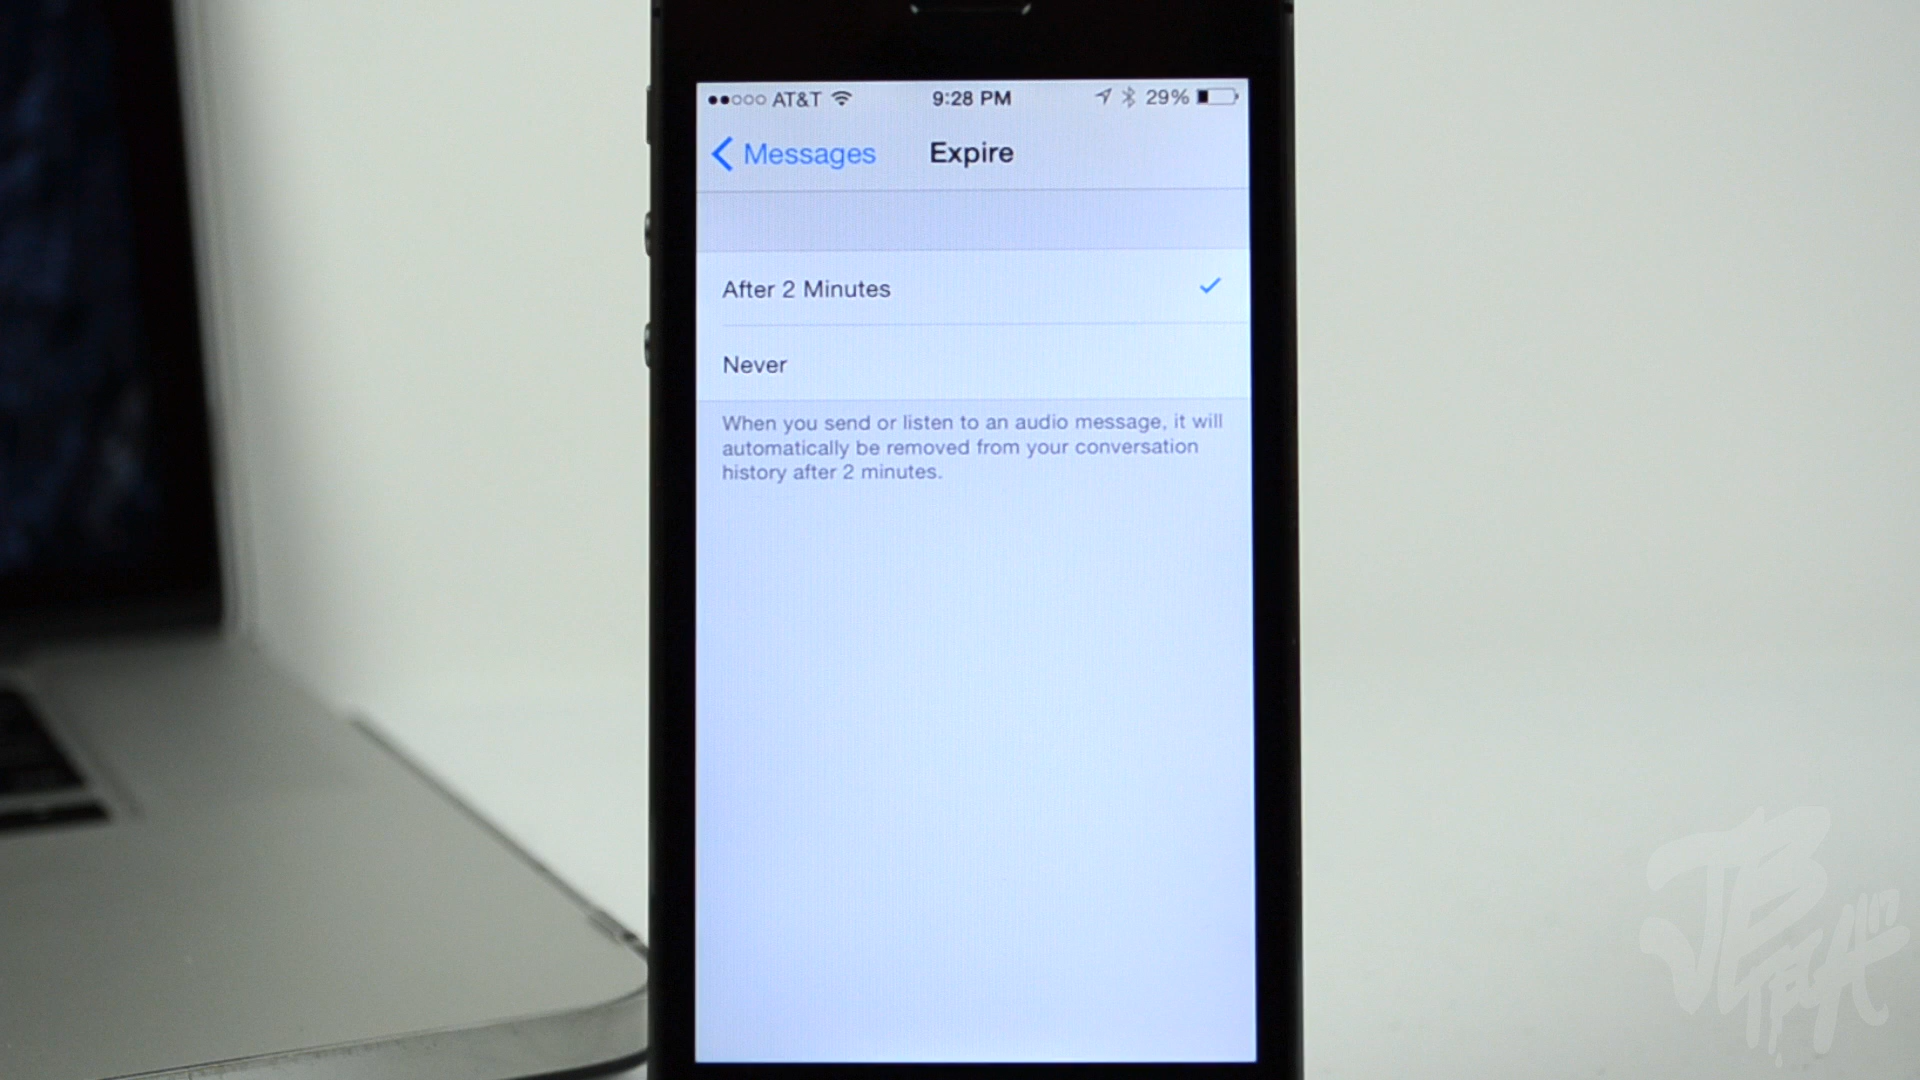 AT&T 9:28 PM 29%
Messages Expire
After 2 Minutes
Never
When you send or listen to an audio message, it will
automatically be removed from your conversation
history after 2 minutes.